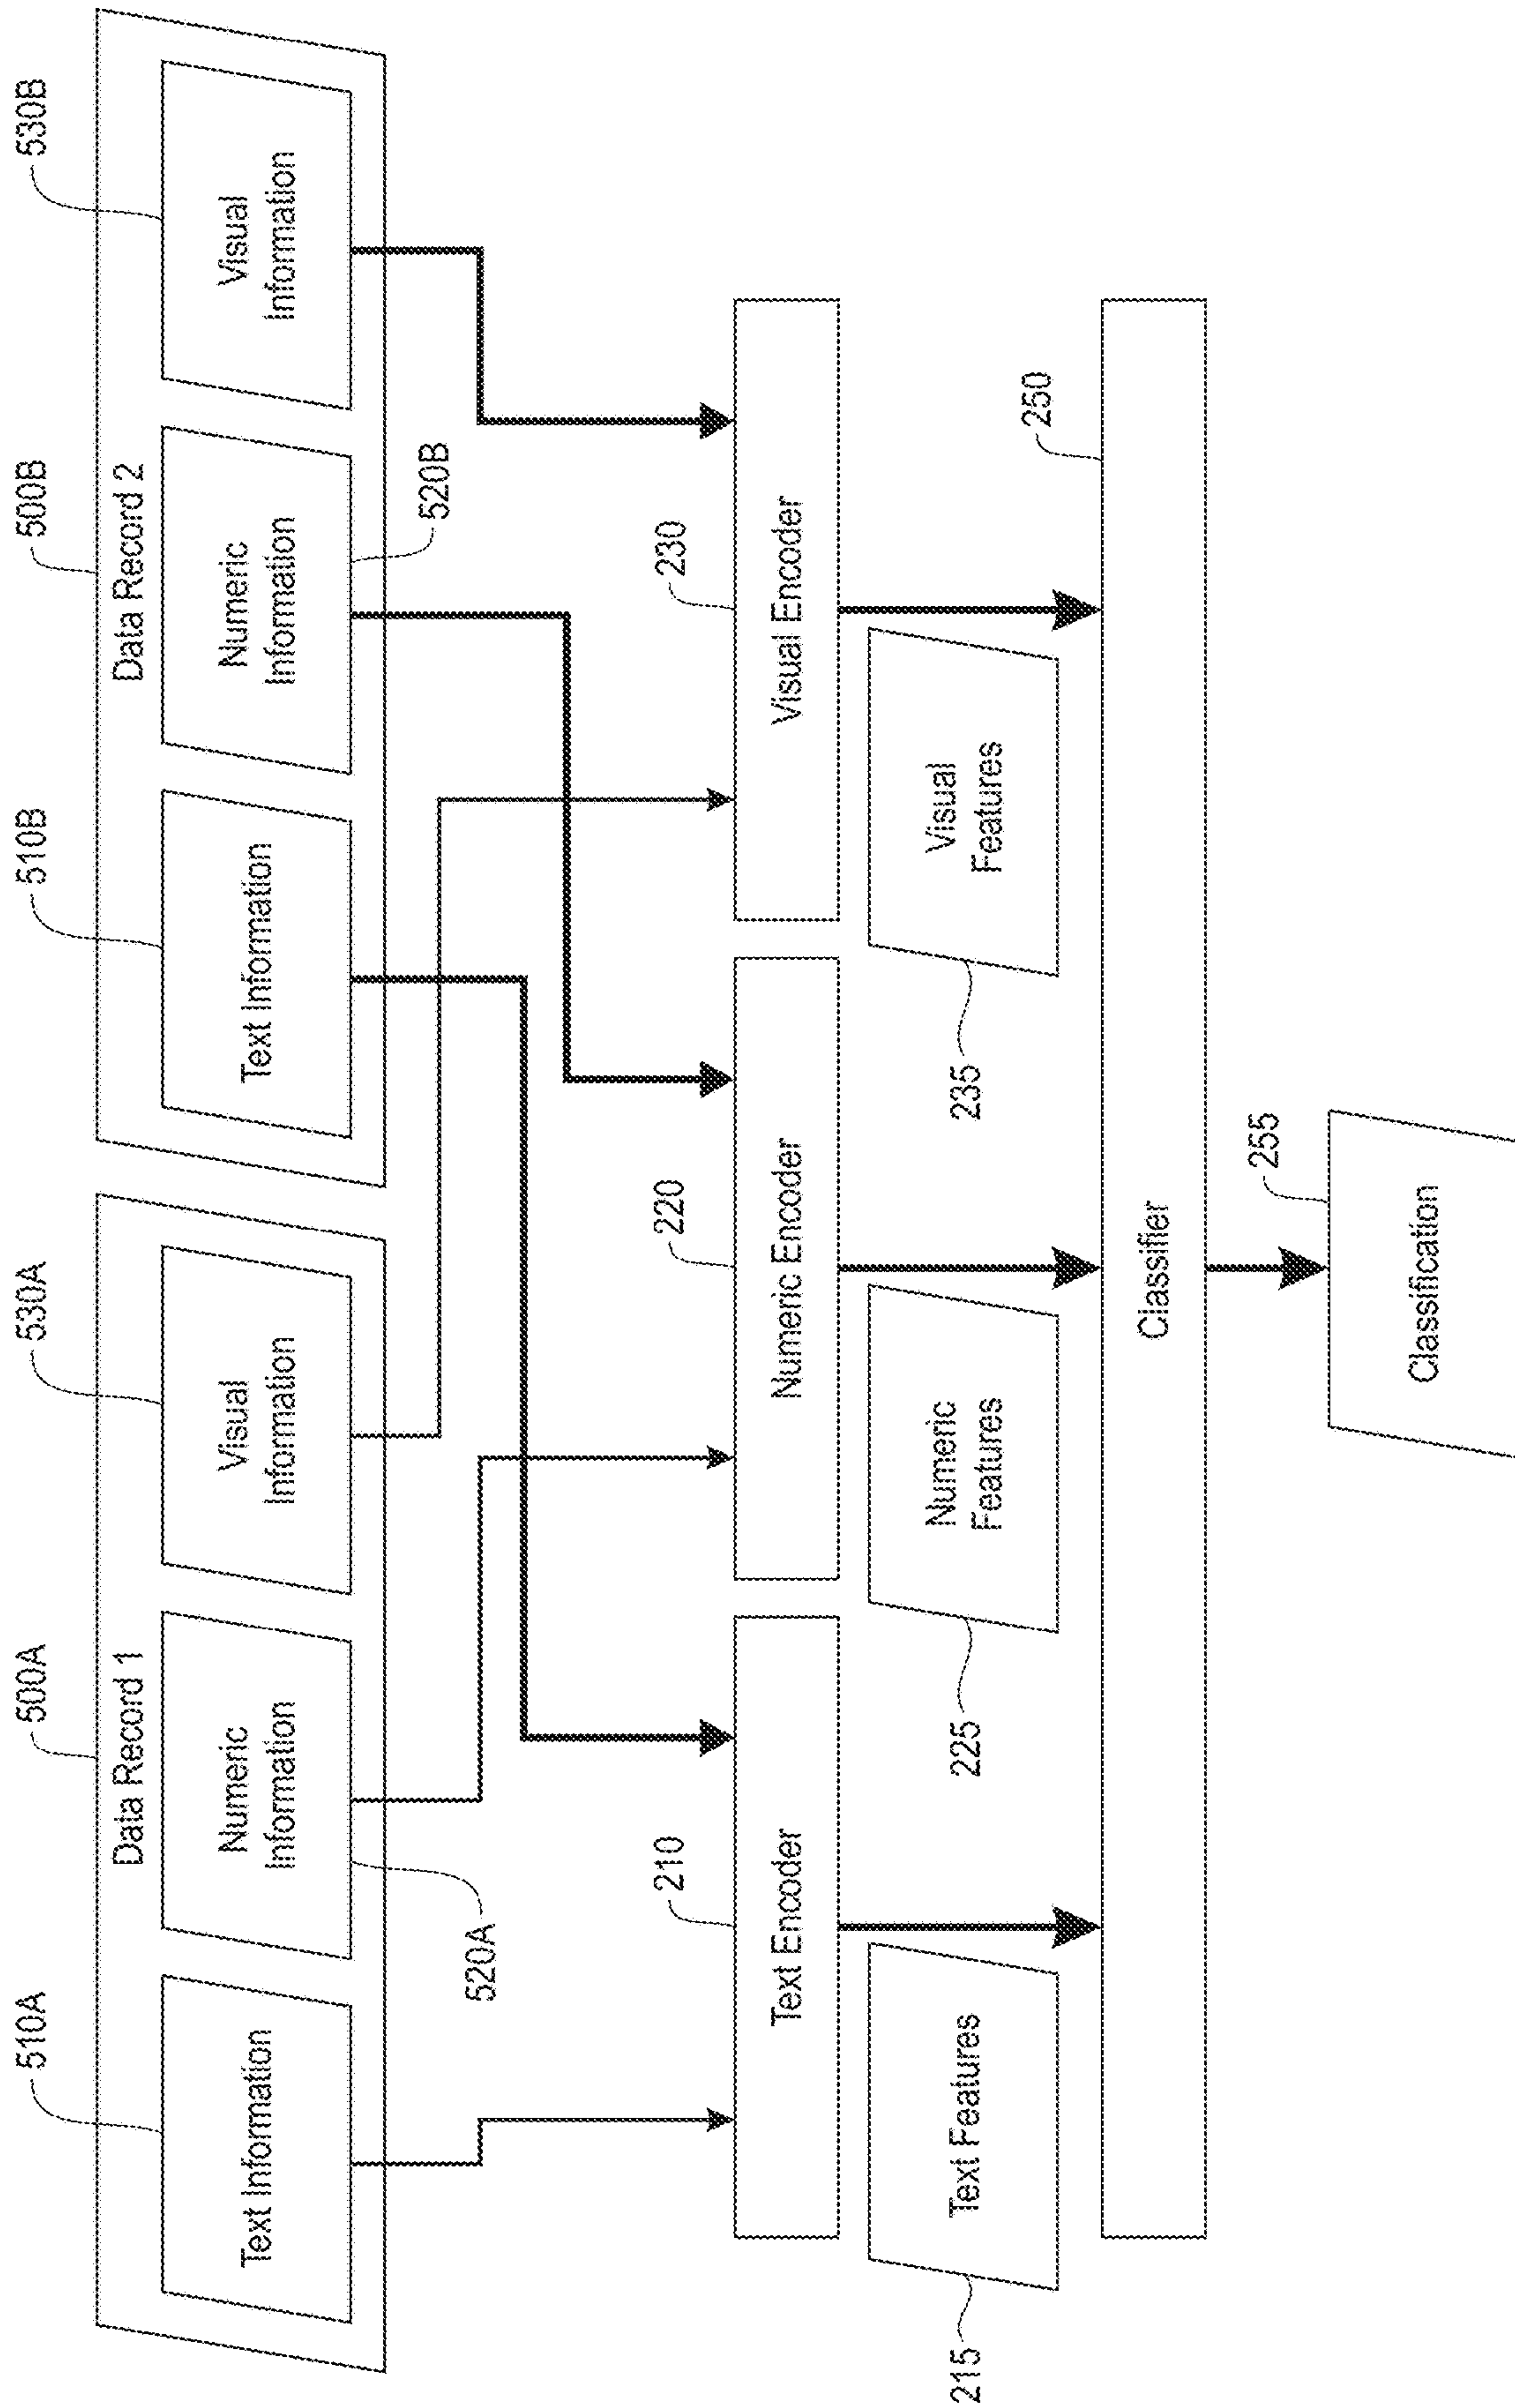 500A
500B
510A
530A
510B
530B
Data Record 1
Data Record 2
Text Information
Numeric
Information
Visual
Information
Text Information
Numeric
Information
Visual
Information
520A
520B
210
220
230
Text Encoder
Numeric Encoder
Visual Encoder
215
Text Features
225
Numeric
Features
235
Visual
Features
250
Classifier
255
Classification